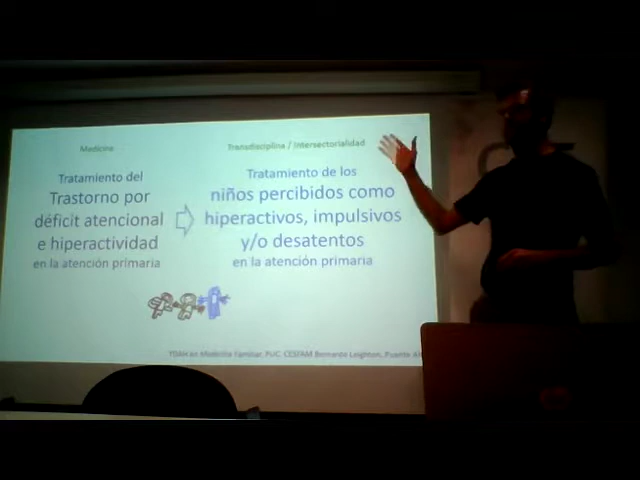 Medicina
Tratamiento del
Trastorno por
déficit atencional
e hiperactividad
en la atención primaria
Transdisciplina / Intersectorialidad
Tratamiento de los
niños percibidos como
hiperactivos, impulsivos
y/o desatentos
en la atención primaria
TDAH en Medicina Familiar, PUC. CESFAM Bernardo Leighton, Puente